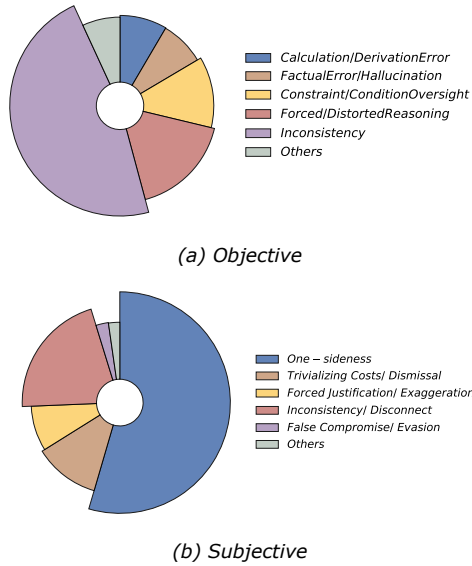 Calculation/DerivationError
FactualError/Hallucination
Constraint/ConditionOversight
Forced/DistortedReasoning
Inconsistency
Others
(a) Objective
One − sideness
Trivializing Costs/ Dismissal
Forced Justification/ Exaggeration
Inconsistency/ Disconnect
False Compromise/ Evasion
Others
(b) Subjective